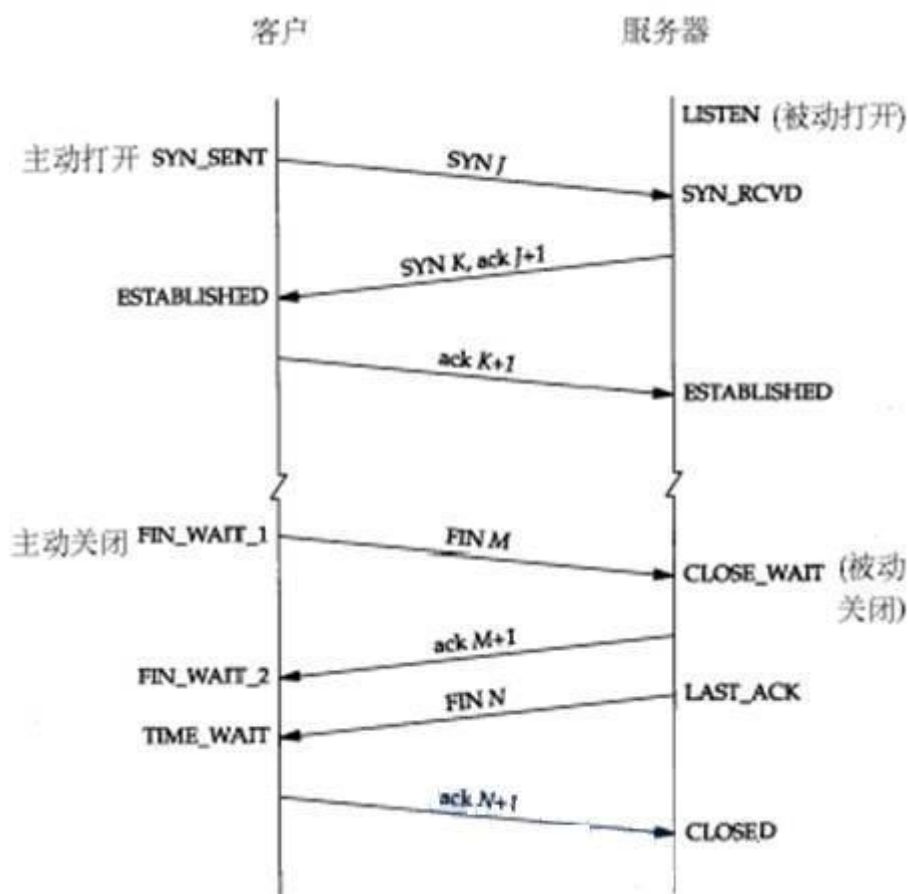 客户 服务器
LISTEN (被动打开)
主动打开 SYN_SENT
SYN J
SYN_RCVD
SYN K, ack J+1
ESTABLISHED
ack K+1
ESTABLISHED
主动关闭 FIN_WAIT_1
FIN M
CLOSE_WAIT (被动
关闭)
ack M+1
FIN_WAIT_2
FIN N
LAST_ACK
TIME_WAIT
ack N+1
CLOSED